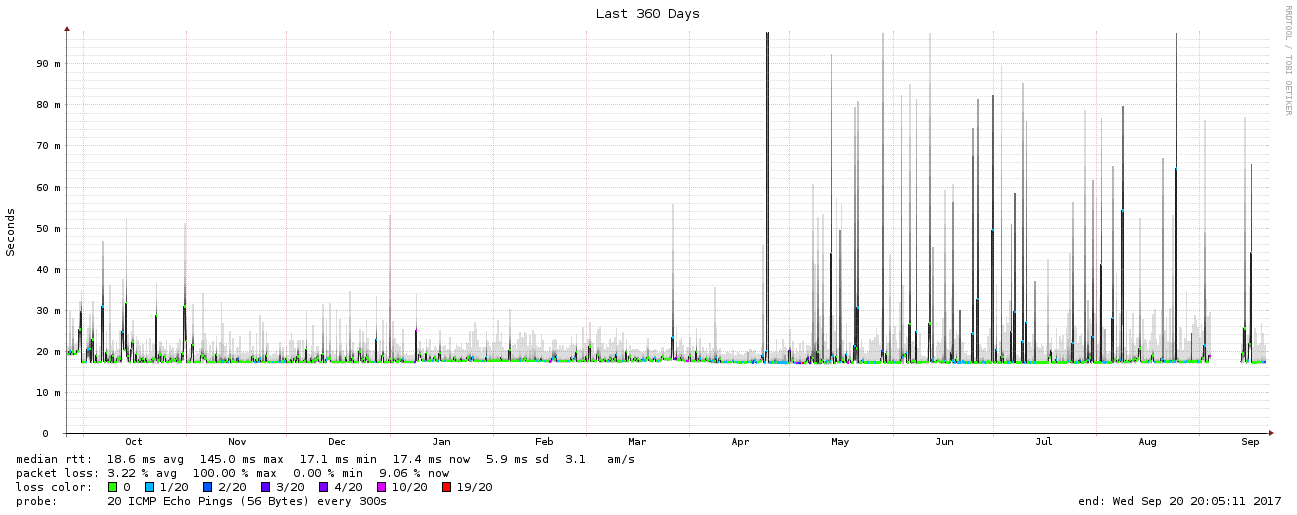 Last 360 Days
RRDTOOL / TOBI OETIKER
Seconds
90 m
80 m
70 m
60 m
50 m
40 m
30 m
20 m
10 m
0
Oct Nov Dec Jan Feb Mar Apr May Jun Jul Aug Sep
median rtt: 18.6 ms avg 145.0 ms max 17.1 ms min 17.4 ms now 5.9 ms sd 3.1 am/s
packet loss: 3.22 % avg 100.00 % max 0.00 % min 9.06 % now
loss color: 0 1/20 2/20 3/20 4/20 10/20 19/20
probe: 20 ICMP Echo Pings (56 Bytes) every 300s
end: Wed Sep 20 20:05:11 2017